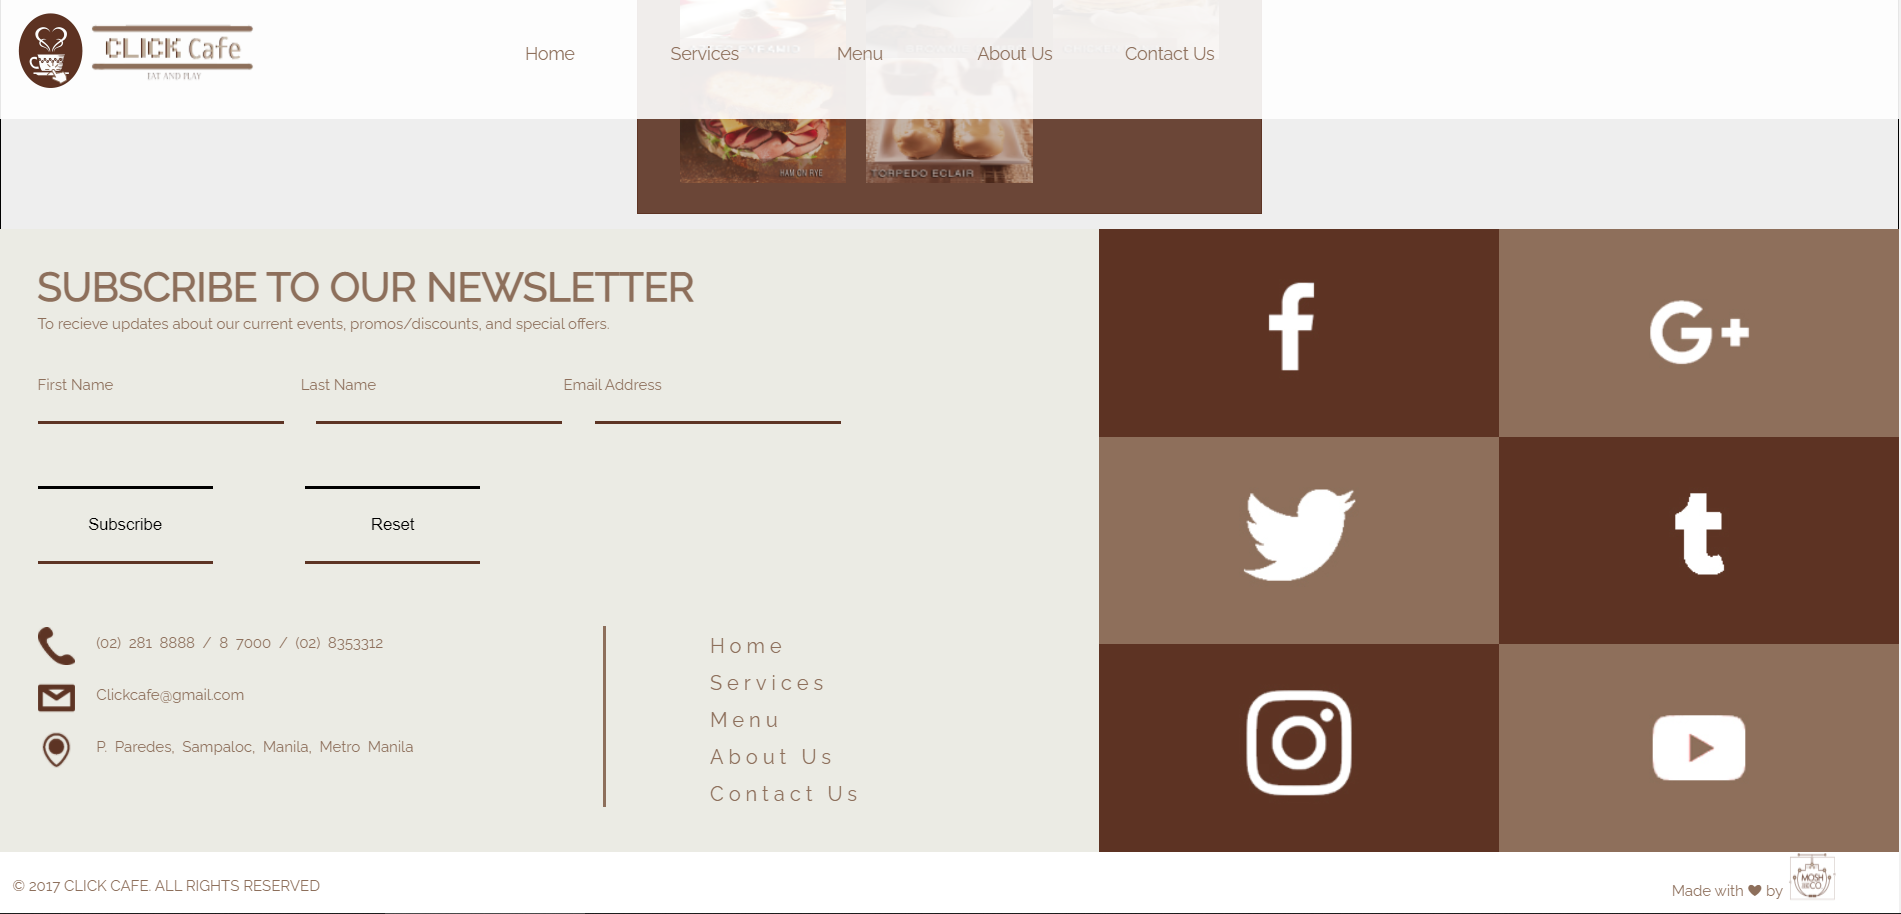 CLICK Cafe
EAT AND PLAY
Home
Services
Menu
About Us
Contact Us
HAM ON RYE
TORPEDO ECLAIR
SUBSCRIBE TO OUR NEWSLETTER
To recieve updates about our current events, promos/discounts, and special offers.
First Name
Last Name
Email Address
Subscribe
Reset
(02) 281 8888 / 8 7000 / (02) 8353312
Clickcafe@gmail.com
P. Paredes, Sampaloc, Manila, Metro Manila
Home
Services
Menu
About Us
Contact Us
G+
© 2017 CLICK CAFE. ALL RIGHTS RESERVED
Made with ♥ by
MOSH
CO.